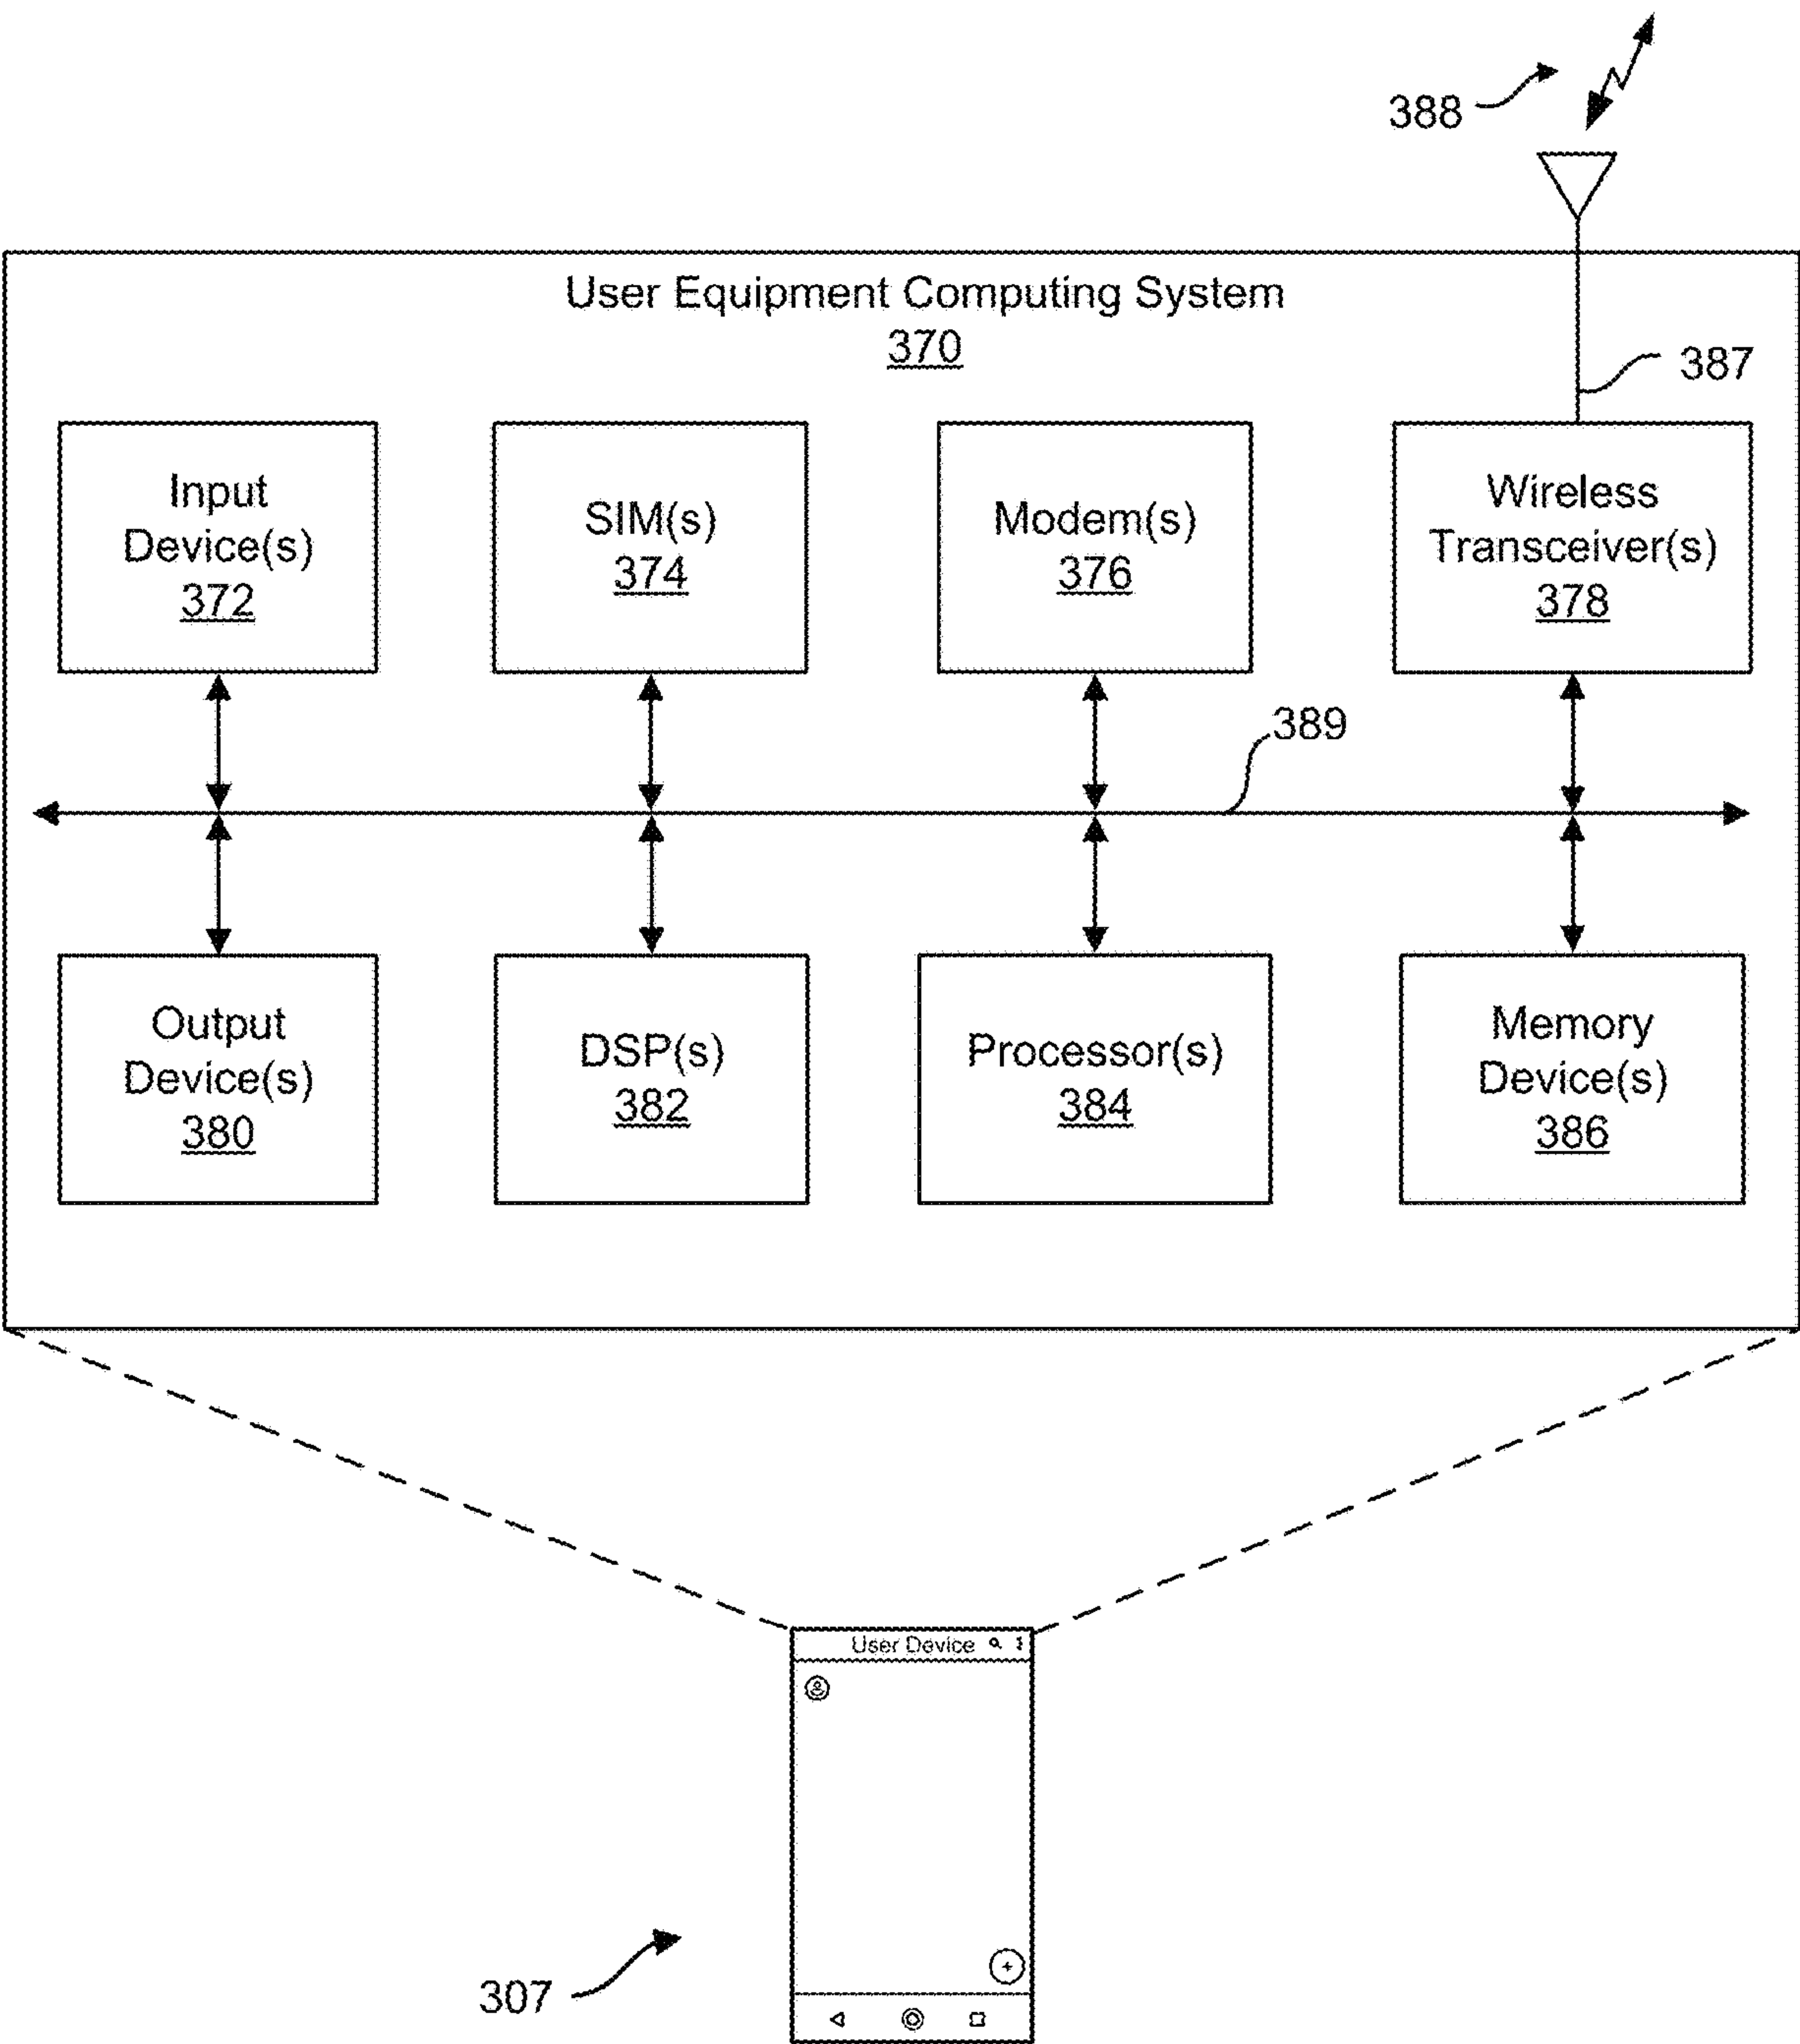 388
User Equipment Computing System
370
387
Input
Device(s)
372
SIM(s)
374
Modem(s)
376
Wireless
Transceiver(s)
378
389
Output
Device(s)
380
DSP(s)
382
Processor(s)
384
Memory
Device(s)
386
User Device
307